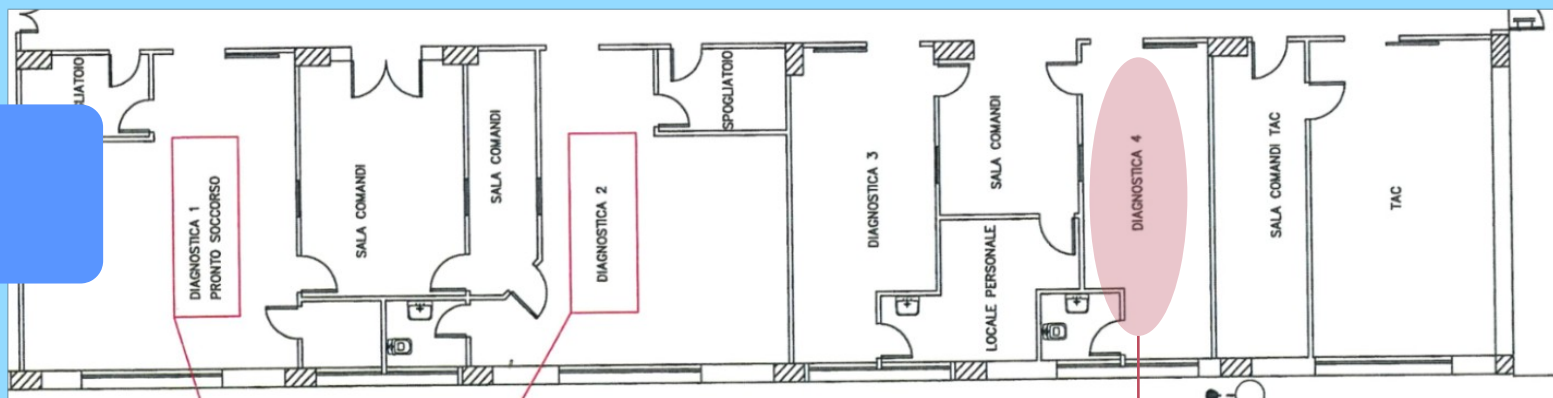 LIATOIO
DIAGNOSTICA 1
PRONTO SOCCORSO
SALA COMANDI
SALA COMANDI
DIAGNOSTICA 2
SPOGLIATOIO
DIAGNOSTICA 3
SALA COMANDI
LOCALE PERSONALE
DIAGNOSTICA 4
SALA COMANDI TAC
TAC